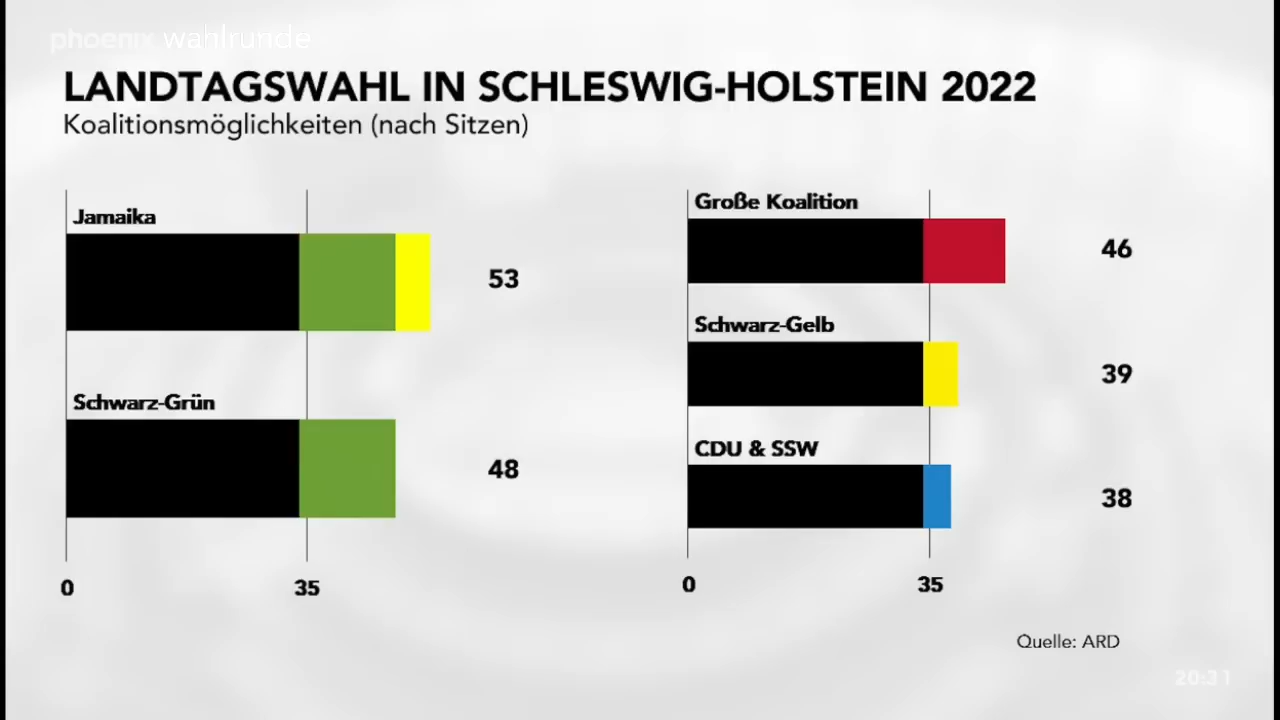 phoenix wahlrunde
LANDTAGSWAHL IN SCHLESWIG-HOLSTEIN 2022
Koalitionsmöglichkeiten (nach Sitzen)
Jamaika
53
Schwarz-Grün
48
0 35
Große Koalition
46
Schwarz-Gelb
39
CDU & SSW
38
0 35
Quelle: ARD
20:31